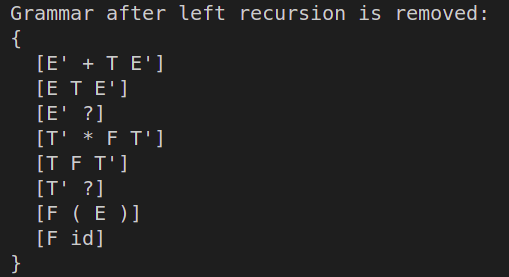 Grammar after left recursion is removed:
{
  [E' + T E']
  [E T E']
  [E' ?]
  [T' * F T']
  [T F T']
  [T' ?]
  [F ( E )]
  [F id]
}